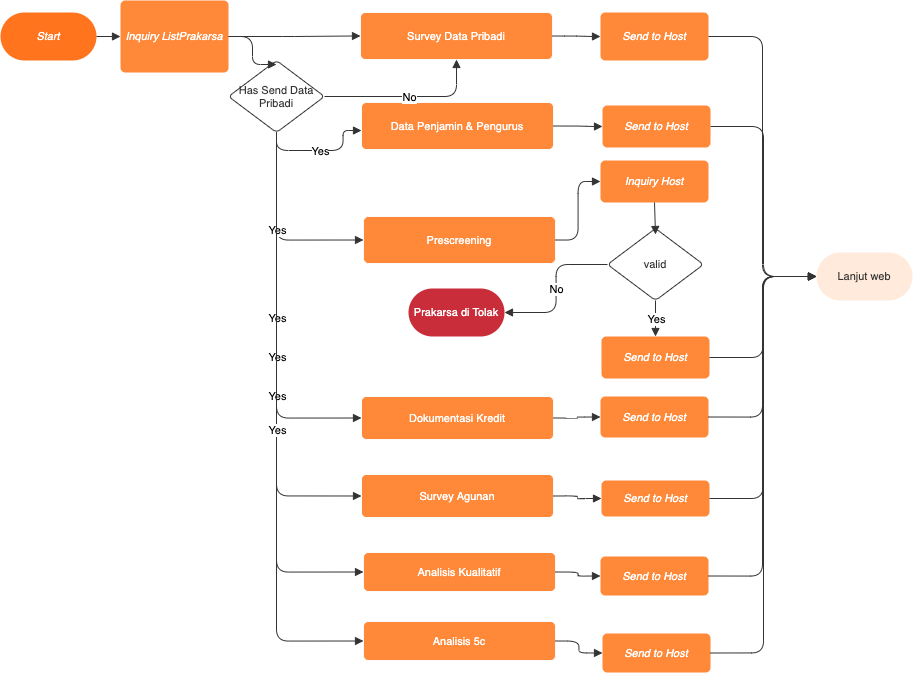 Start
Inquiry ListPrakarsa
Survey Data Pribadi
Send to Host
Has Send Data
Pribadi
No
Data Penjamin & Pengurus
Send to Host
Yes
Inquiry Host
Yes
Prescreening
valid
Lanjut web
No
Prakarsa di Tolak
Yes
Yes
Yes
Send to Host
Yes
Dokumentasi Kredit
Send to Host
Yes
Survey Agunan
Send to Host
Analisis Kualitatif
Send to Host
Analisis 5c
Send to Host